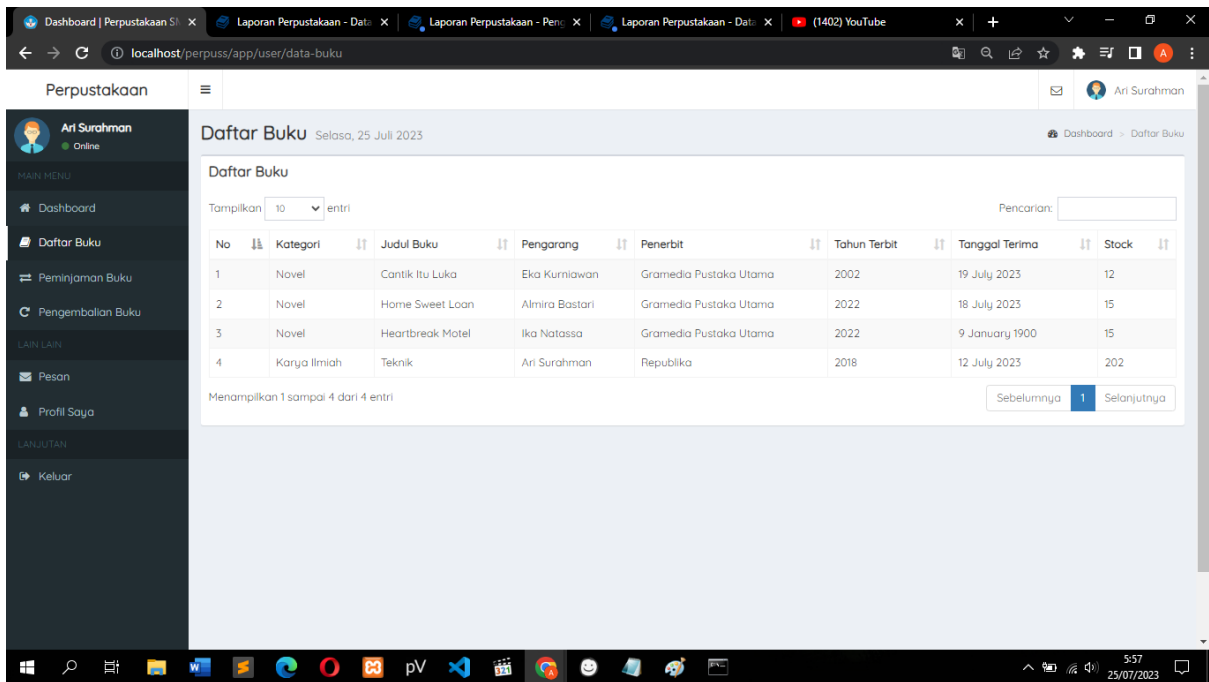 Dashboard | Perpustakaan SM
Laporan Perpustakaan - Data
Laporan Perpustakaan - Peng
Laporan Perpustakaan - Data
(1402) YouTube
localhost/perpuss/app/user/data-buku
A
Perpustakaan
Ari Surahman
Ari Surahman
Online
Daftar Buku Selasa, 25 Juli 2023
Dashboard > Daftar Buku
MAIN MENU
Dashboard
Daftar Buku
Peminjaman Buku
Pengembalian Buku
LAIN LAIN
Pesan
Profil Saya
LANJUTAN
Keluar
Daftar Buku
Tampilkan 10 entri
Pencarian:
No Kategori Judul Buku Pengarang Penerbit Tahun Terbit Tanggal Terima Stock
1 Novel Cantik Itu Luka Eka Kurniawan Gramedia Pustaka Utama 2002 19 July 2023 12
2 Novel Home Sweet Loan Almira Bastari Gramedia Pustaka Utama 2022 18 July 2023 15
3 Novel Heartbreak Motel Ika Natassa Gramedia Pustaka Utama 2022 9 January 1900 15
4 Karya Ilmiah Teknik Ari Surahman Republika 2018 12 July 2023 202
Menampilkan 1 sampai 4 dari 4 entri
Sebelumnya 1 Selanjutnya
pV
5:57
25/07/2023